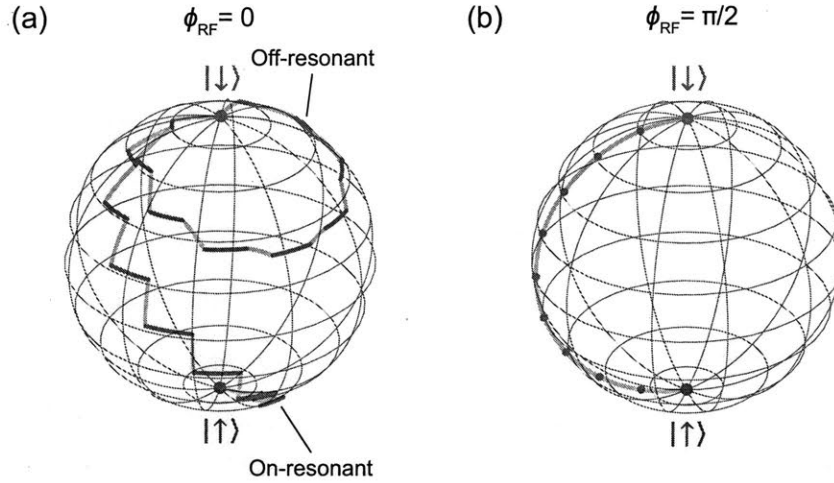 (a)
ϕRF = 0
Off-resonant
|↓⟩
|↑⟩
On-resonant
(b)
ϕRF = π/2
|↓⟩
|↑⟩